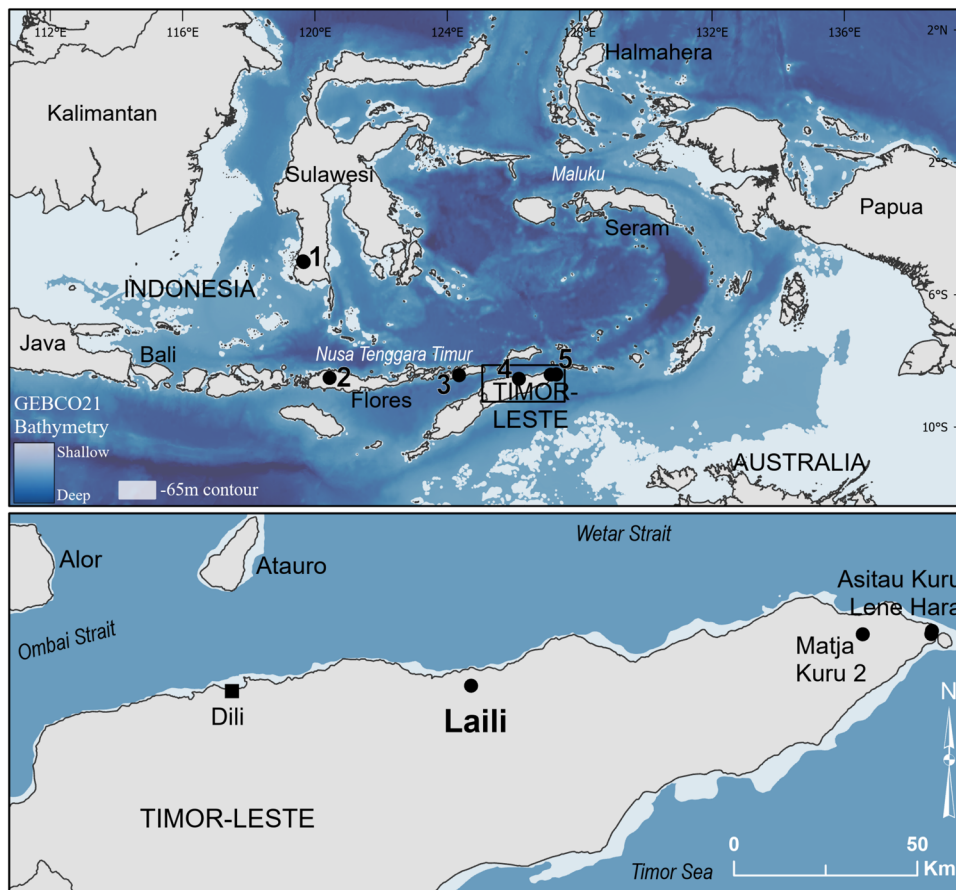 112°E
116°E
120°E
124°E
128°E
132°E
136°E
2°N
Halmahera
Kalimantan
Sulawesi
2°S
Maluku
Papua
Seram
1
INDONESIA
6°S
Java
Bali
Nusa Tenggara Timur
5
2
3
4
Flores
TIMOR-
LESTE
10°S
GEBCO21
Bathymetry
Shallow
Deep
-65m contour
AUSTRALIA
Wetar Strait
Alor
Atauro
Asitau Kuru
Lene Hara
Ombai Strait
Matja
Kuru 2
Dili
Laili
N
TIMOR-LESTE
0
50
Km
Timor Sea